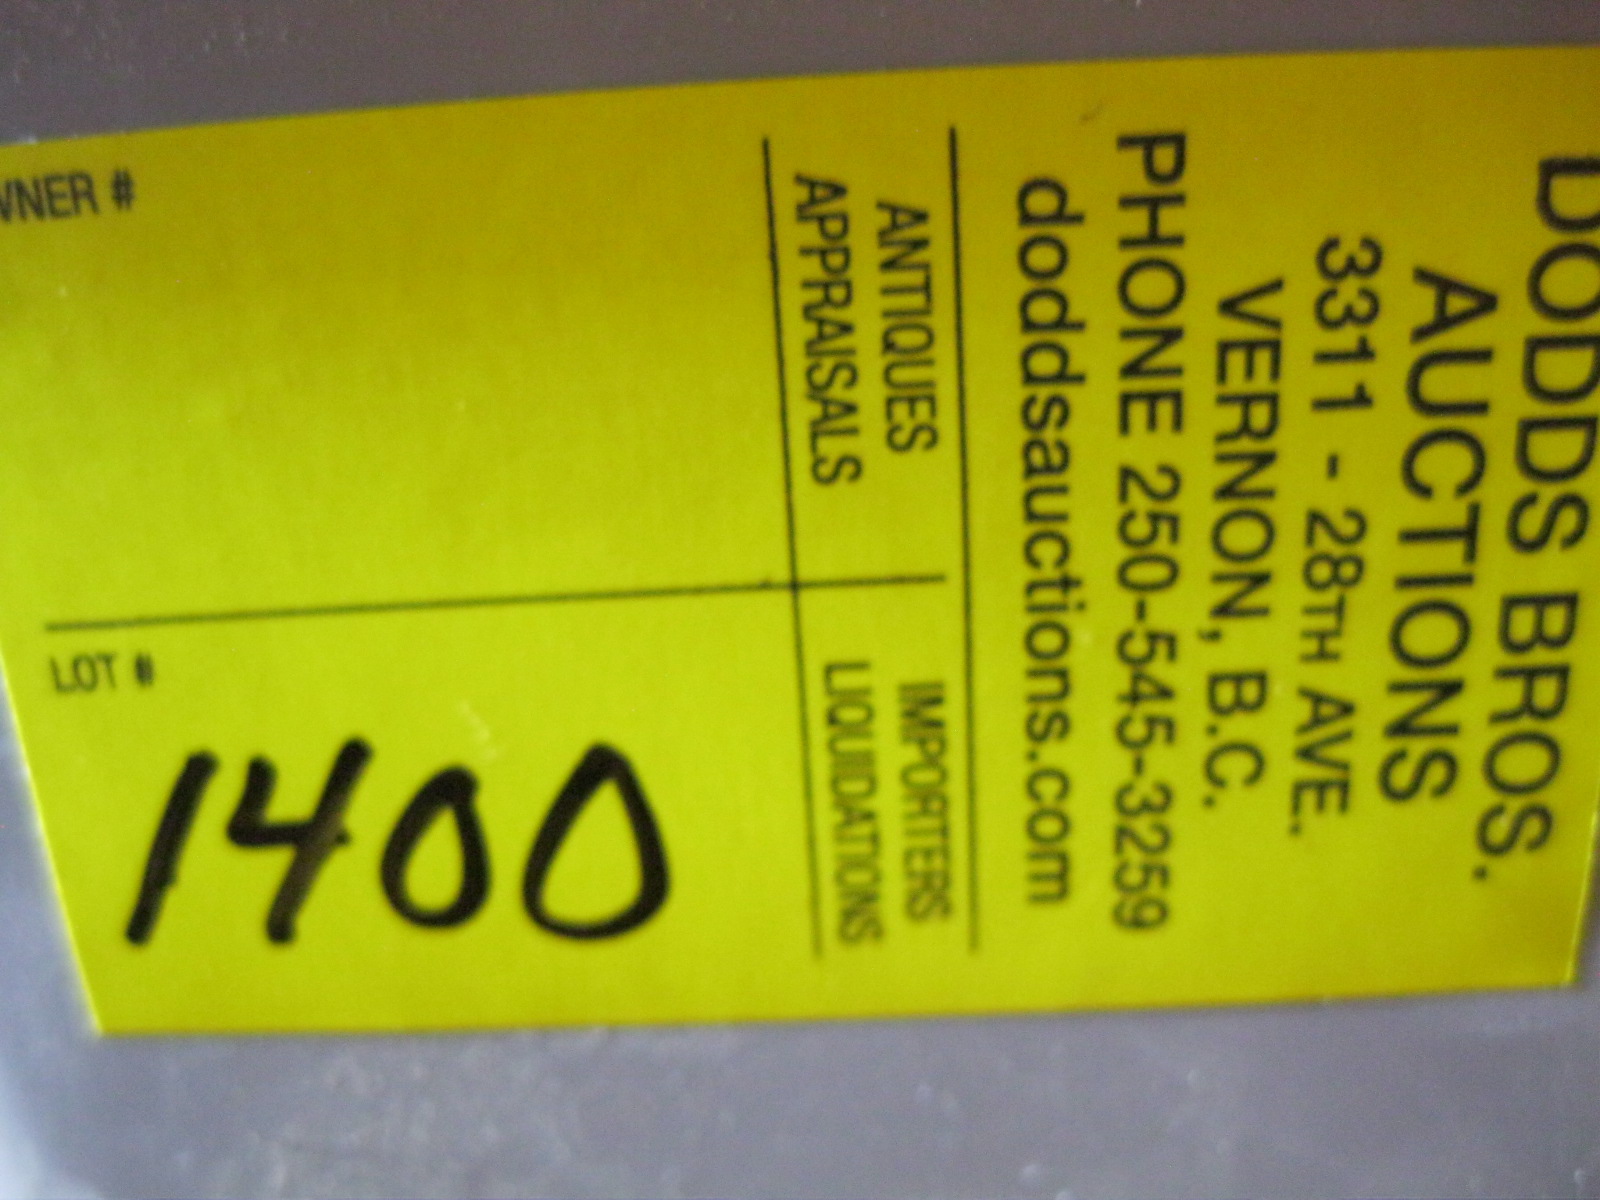 DODDS BROS.
AUCTIONS
3311 - 28TH AVE.
VERNON, B.C.
PHONE 250-545-3259
doddsauctions.com
ANTIQUES
APPRAISALS
IMPORTERS
LIQUIDATIONS
WNER #
LOT #
1400